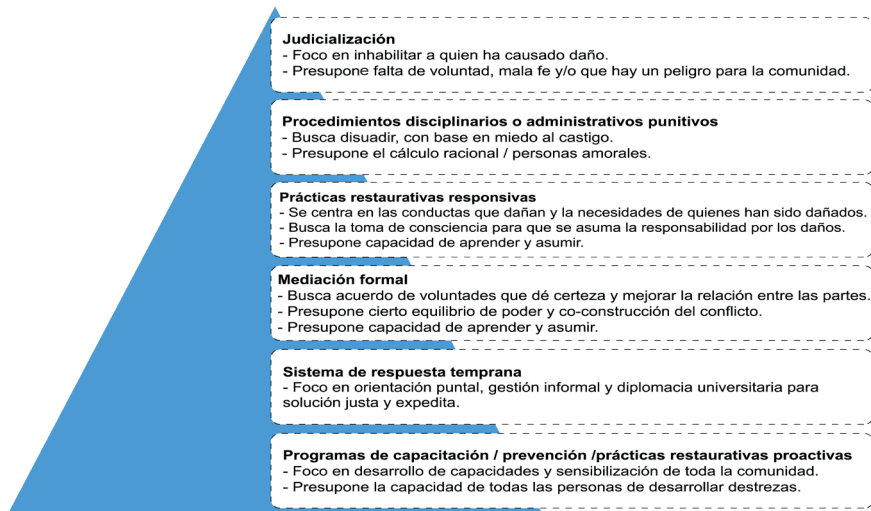 Judicialización
- Foco en inhabilitar a quien ha causado daño.
- Presupone falta de voluntad, mala fe y/o que hay un peligro para la comunidad.
Procedimientos disciplinarios o administrativos punitivos
- Busca disuadir, con base en miedo al castigo.
- Presupone el cálculo racional / personas amorales.
Prácticas restaurativas responsivas
- Se centra en las conductas que dañan y la necesidades de quienes han sido dañados.
- Busca la toma de consciencia para que se asuma la responsabilidad por los daños.
- Presupone capacidad de aprender y asumir.
Mediación formal
- Busca acuerdo de voluntades que dé certeza y mejorar la relación entre las partes.
- Presupone cierto equilibrio de poder y co-construcción del conflicto.
- Presupone capacidad de aprender y asumir.
Sistema de respuesta temprana
- Foco en orientación puntal, gestión informal y diplomacia universitaria para
solución justa y expedita.
Programas de capacitación / prevención /prácticas restaurativas proactivas
- Foco en desarrollo de capacidades y sensibilización de toda la comunidad.
- Presupone la capacidad de todas las personas de desarrollar destrezas.